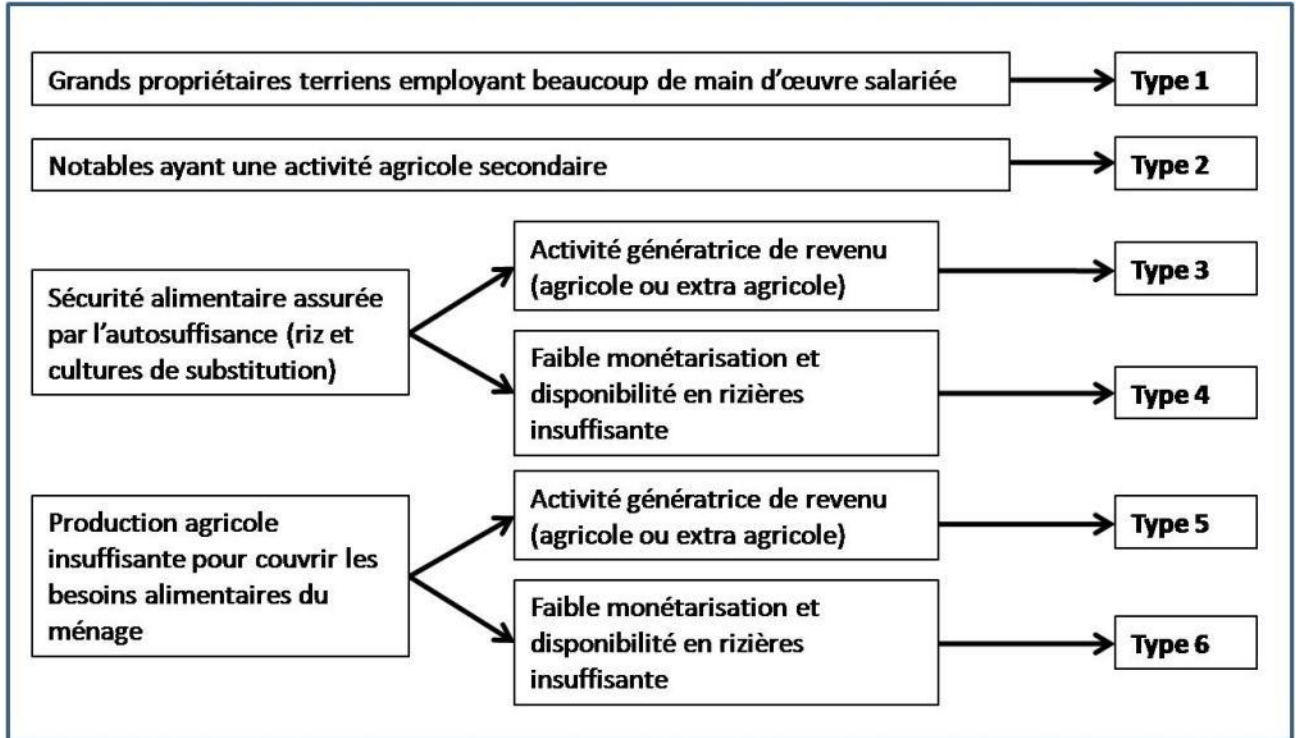 Grands propriétaires terriens employant beaucoup de main d'œuvre salariée
Type 1
Notables ayant une activité agricole secondaire
Type 2
Sécurité alimentaire assurée
par l'autosuffisance (riz et
cultures de substitution)
Activité génératrice de revenu
(agricole ou extra agricole)
Type 3
Faible monétarisation et
disponibilité en rizières
insuffisante
Type 4
Production agricole
insuffisante pour couvrir les
besoins alimentaires du
ménage
Activité génératrice de revenu
(agricole ou extra agricole)
Type 5
Faible monétarisation et
disponibilité en rizières
insuffisante
Type 6